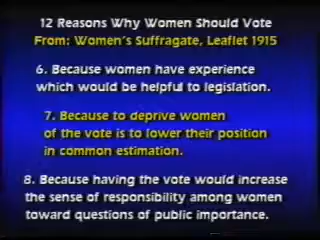 12 Reasons Why Women Should Vote
From: Women's Suffragate, Leaflet 1915
6. Because women have experience
which would be helpful to legislation.
7. Because to deprive women
of the vote is to lower their position
in common estimation.
8. Because having the vote would increase
the sense of responsibility among women
toward questions of public importance.